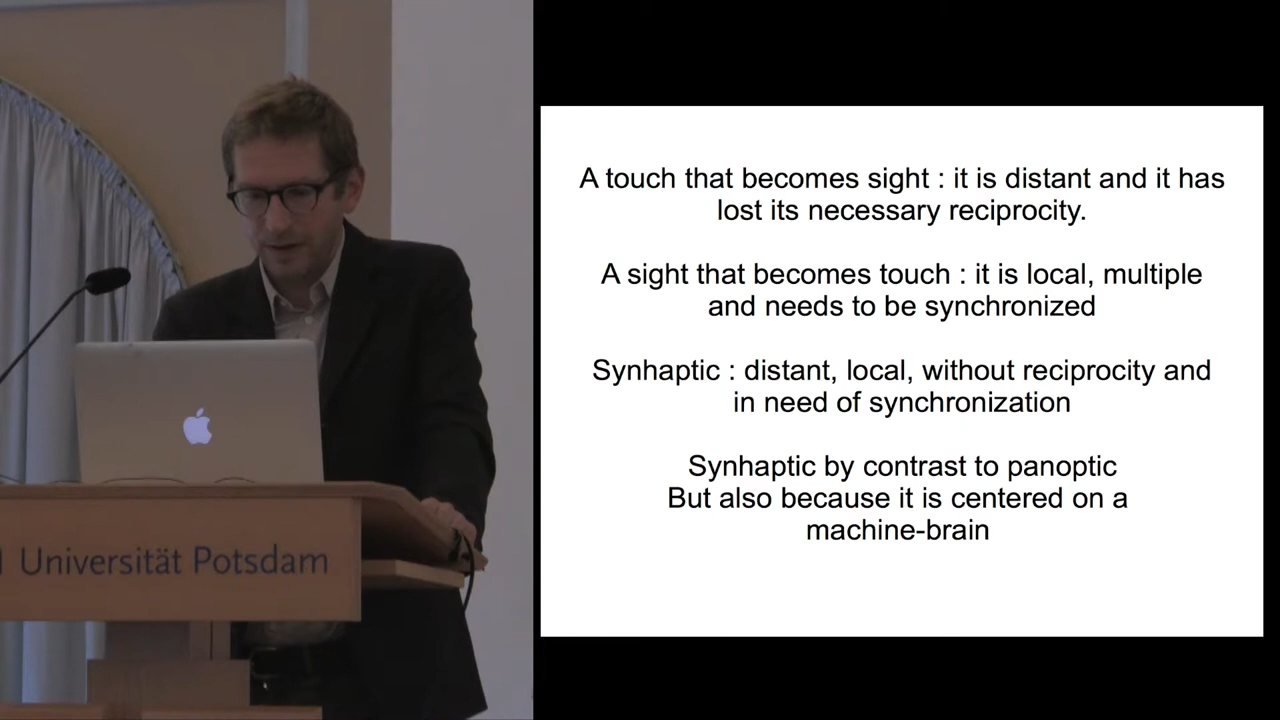 Universität Potsdam
A touch that becomes sight : it is distant and it has
lost its necessary reciprocity.
A sight that becomes touch : it is local, multiple
and needs to be synchronized
Synhaptic : distant, local, without reciprocity and
in need of synchronization
Synhaptic by contrast to panoptic
But also because it is centered on a
machine-brain